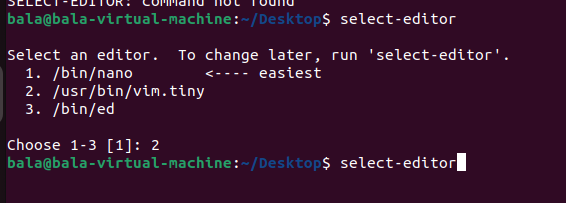 SELECT-EDITOR: command not found
bala@bala-virtual-machine:~/Desktop$ select-editor

Select an editor.  To change later, run 'select-editor'.
  1. /bin/nano        <---- easiest
  2. /usr/bin/vim.tiny
  3. /bin/ed

Choose 1-3 [1]: 2
bala@bala-virtual-machine:~/Desktop$ select-editor